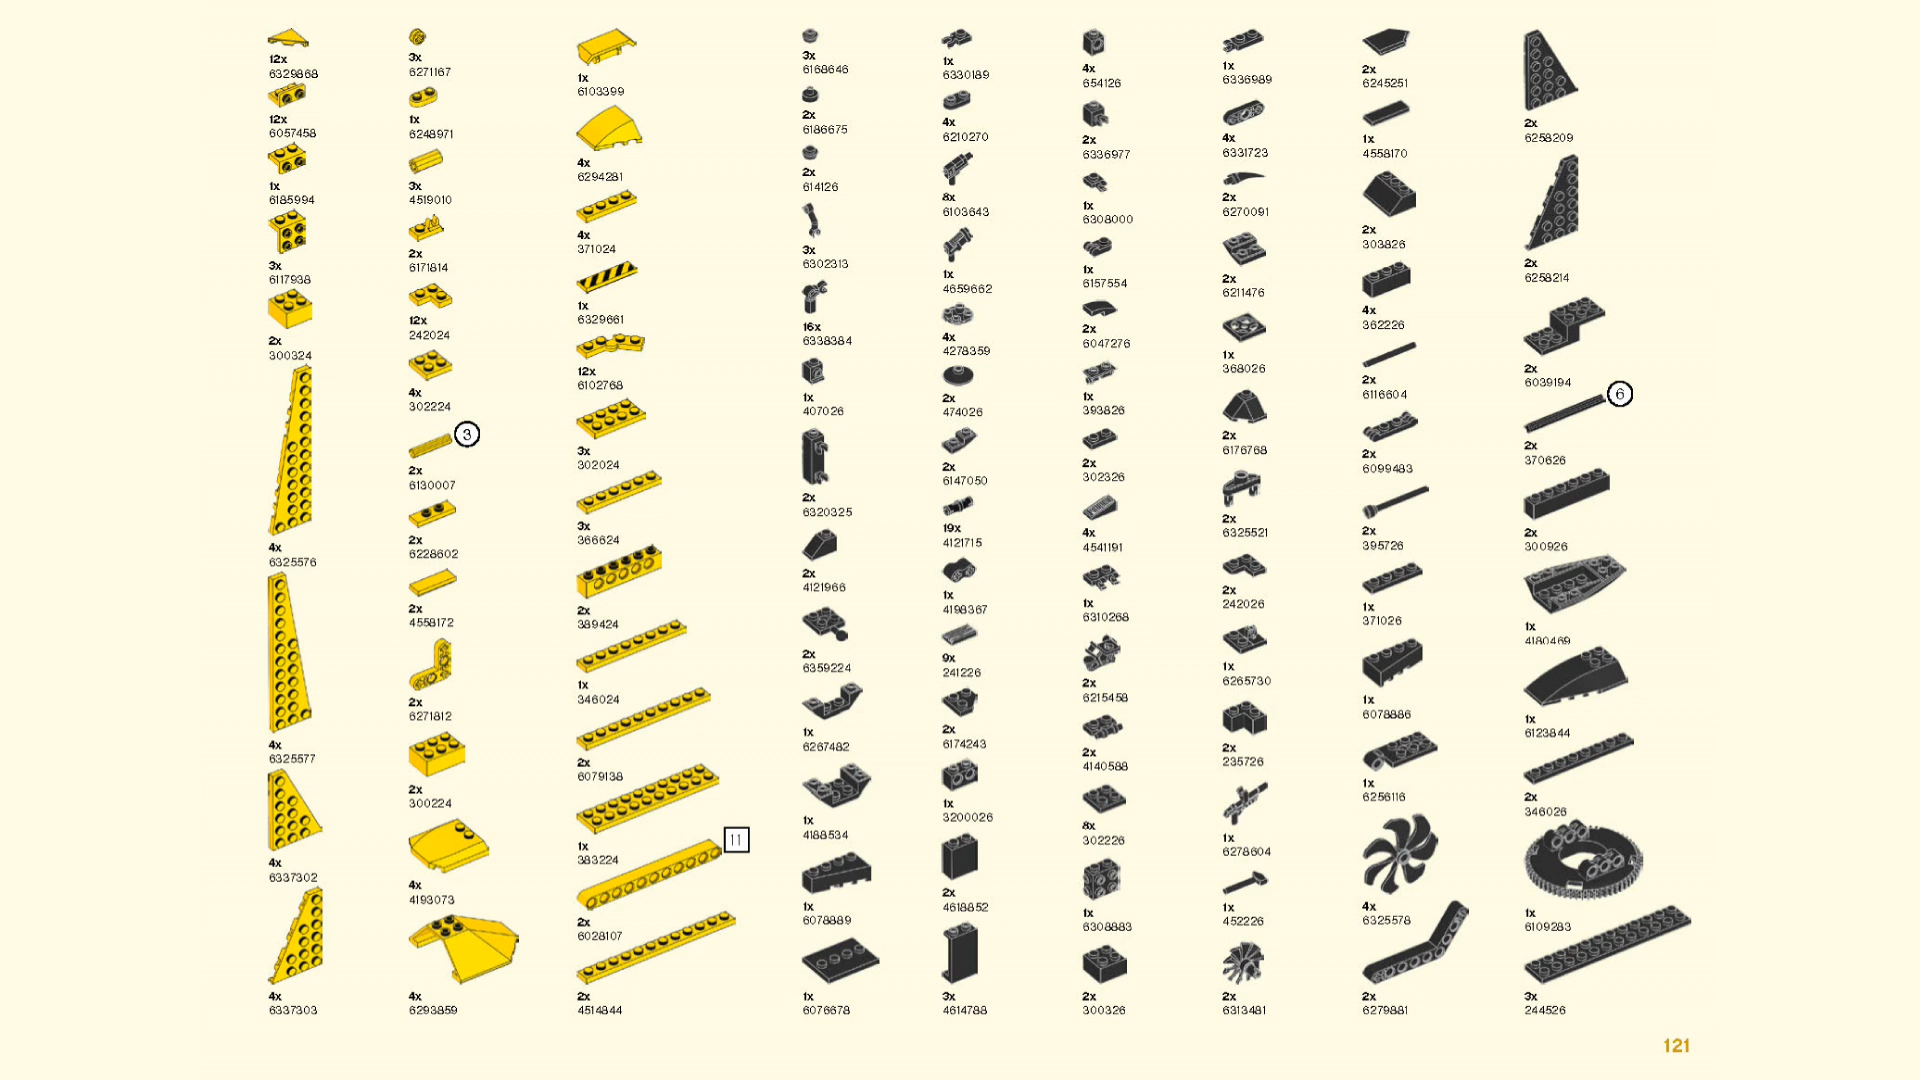 12x
6329868
12x
6057458
1x
6185994
3x
6117938
2x
300324
4x
6325576
4x
6325577
4x
6337302
4x
6337303
3x
6271167
1x
6248971
3x
4519010
2x
6171814
12x
242024
4x
302224
3
2x
6130007
2x
6228602
2x
4558172
2x
6271812
2x
300224
4x
4193073
4x
6293859
1x
6103399
4x
6294281
4x
371024
1x
6329661
12x
6102768
3x
302024
3x
366624
2x
389424
1x
346024
2x
6079138
1x
383224
11
2x
6028107
2x
4514844
3x
6168646
2x
6186675
2x
614126
3x
6302313
16x
6338384
1x
407026
2x
6320325
2x
4121966
2x
6359224
1x
6267482
1x
4188534
1x
6078889
1x
6076678
1x
6330189
4x
6210270
8x
6103643
1x
4659662
4x
4278359
2x
474026
2x
6147050
19x
4121715
1x
4198367
9x
241226
2x
6174243
1x
3200026
2x
4618852
3x
4614788
4x
654126
2x
6336977
1x
6308000
1x
6157554
2x
6047276
1x
393826
2x
302326
4x
4541191
1x
6310268
2x
6215458
2x
4140588
8x
302226
1x
6308883
2x
300326
1x
6336989
4x
6331723
2x
6270091
2x
6211476
1x
368026
2x
6176768
2x
6325521
2x
242026
1x
6265730
2x
235726
1x
6278604
1x
452226
2x
6313481
2x
6245251
1x
4558170
2x
303826
4x
362226
2x
6116604
2x
6099483
2x
395726
1x
371026
1x
6078886
1x
6256116
4x
6325578
2x
6279881
2x
6258209
2x
6258214
2x
6039194
6
2x
370626
2x
300926
1x
4180469
1x
6123844
2x
346026
1x
6109283
3x
244526
121